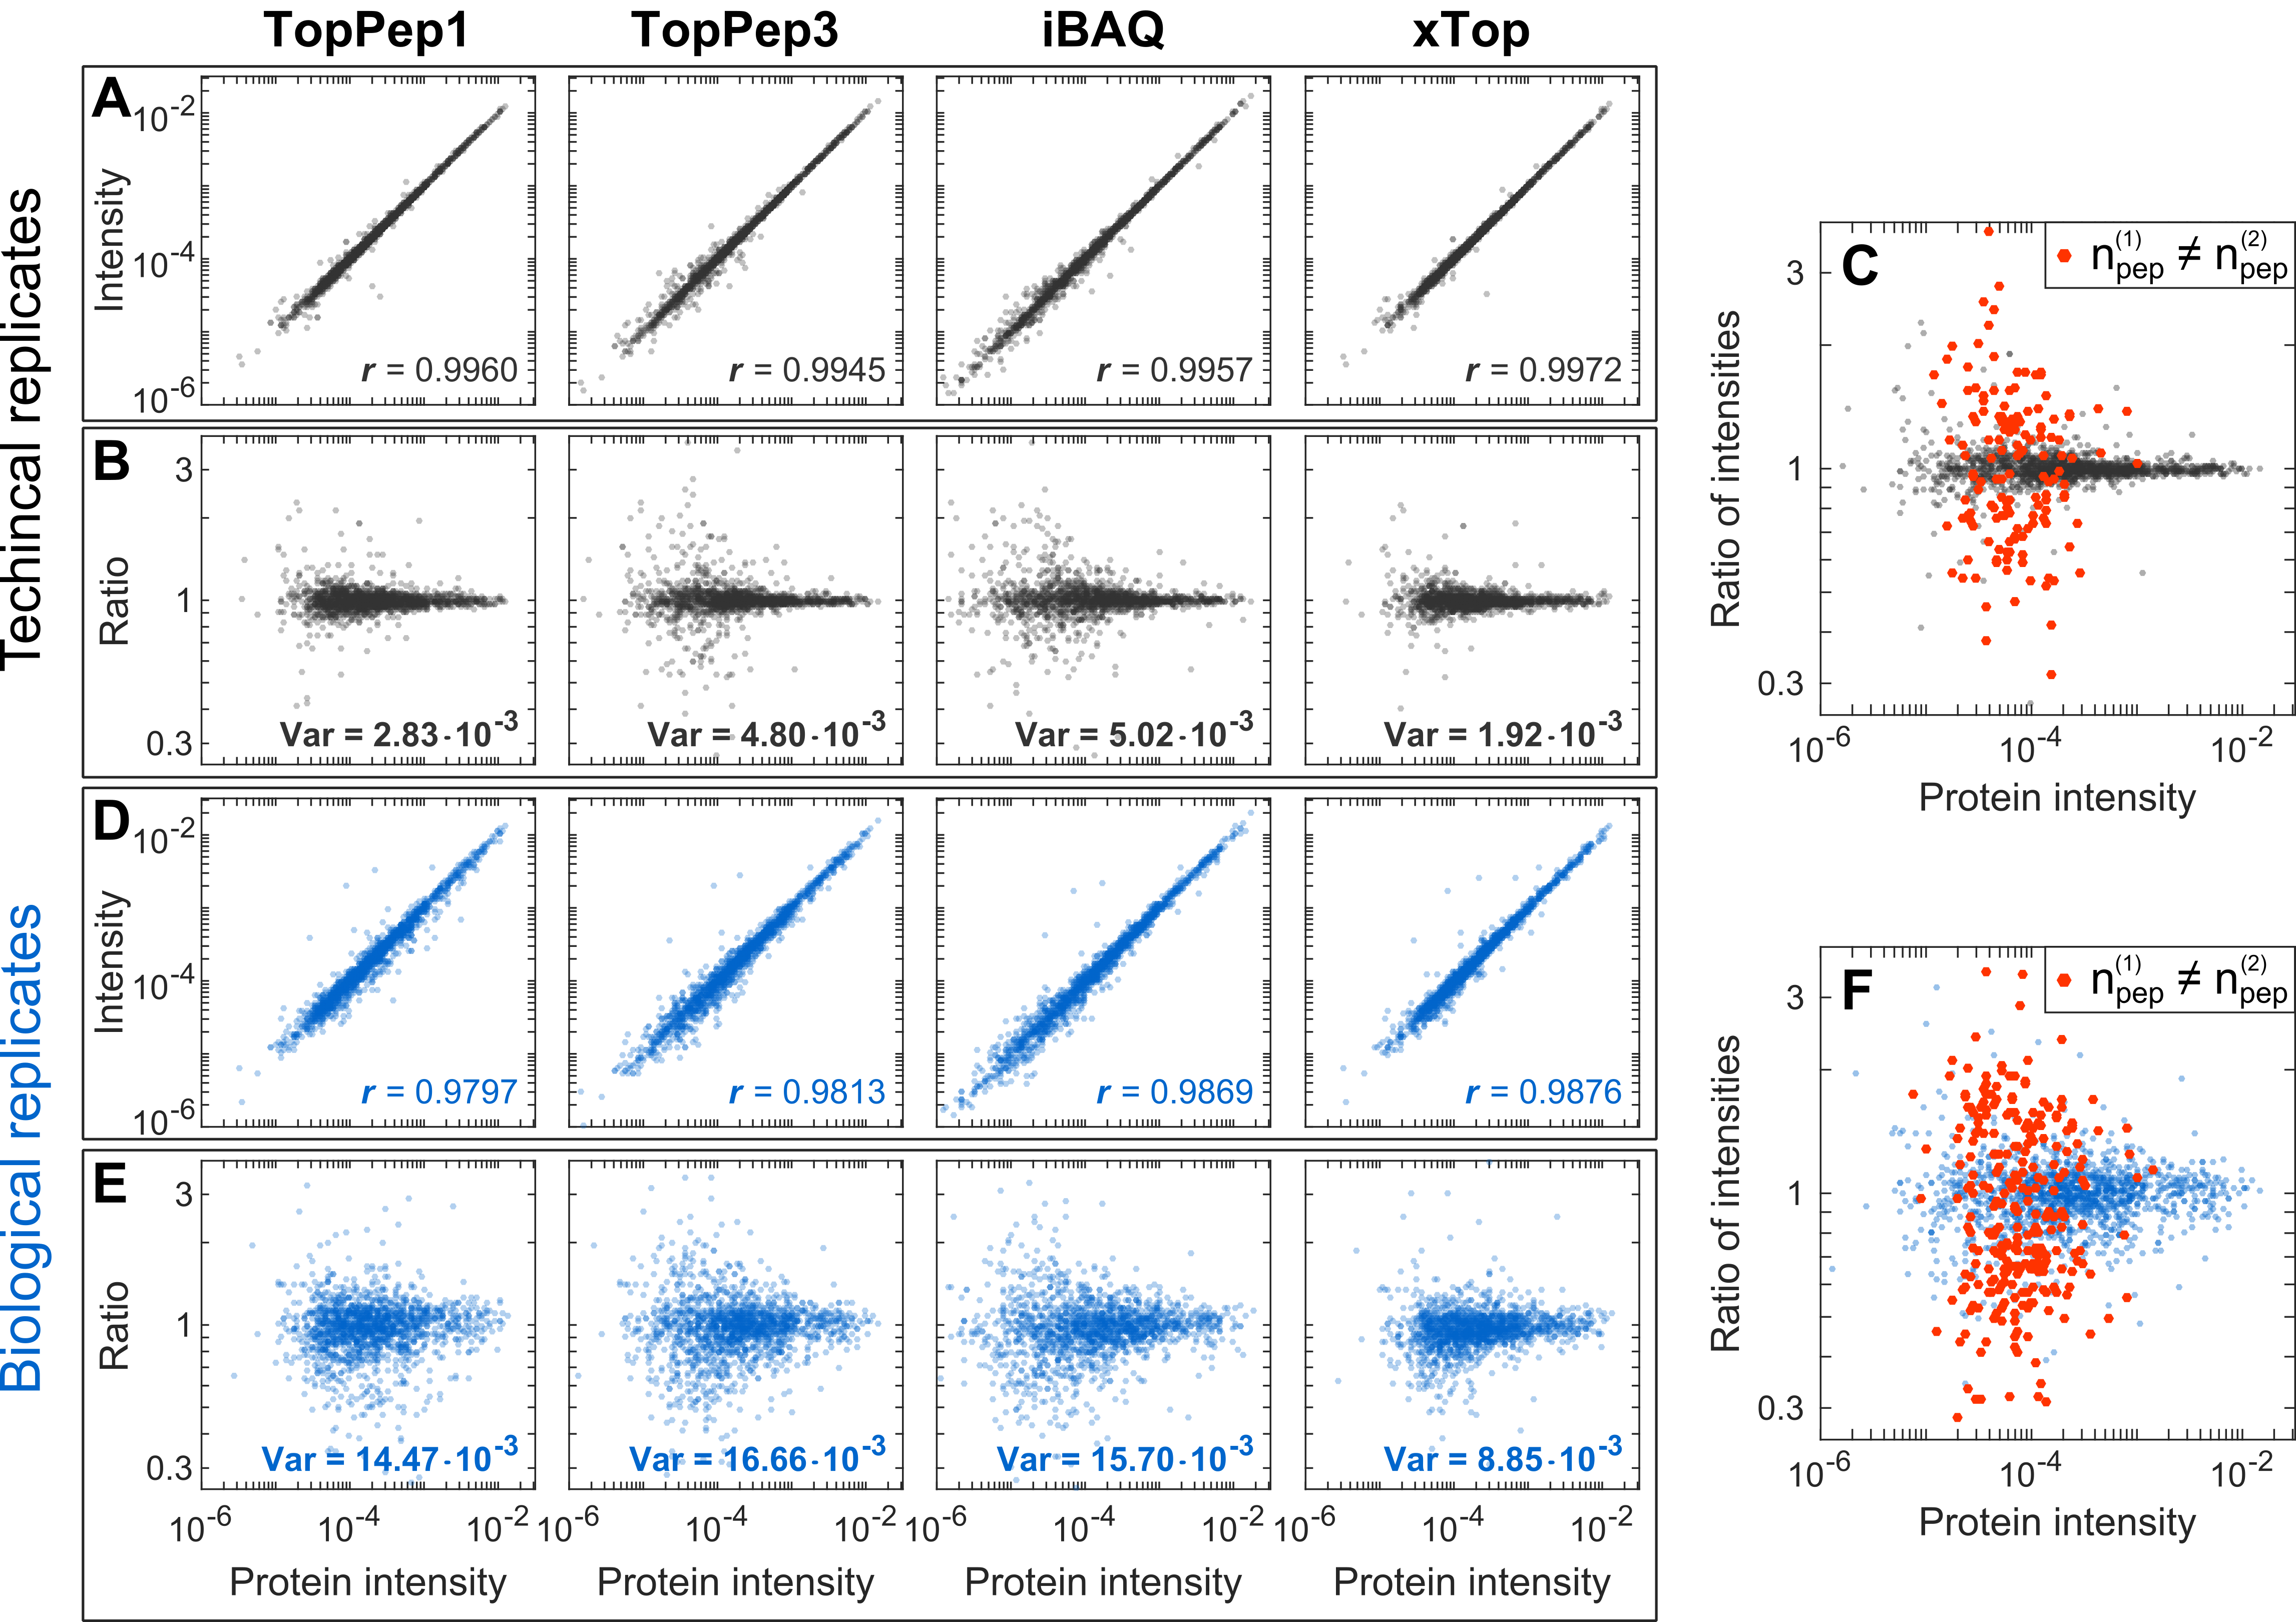 TopPep1 TopPep3 iBAQ xTop
Techincal replicates
A
10-2
10-4
10-6
Intensity
r = 0.9960
r = 0.9945
r = 0.9957
r = 0.9972
B
3
1
0.3
Ratio
Var = 2.83·10-3
Var = 4.80·10-3
Var = 5.02·10-3
Var = 1.92·10-3
Biological replicates
D
10-2
10-4
10-6
Intensity
r = 0.9797
r = 0.9813
r = 0.9869
r = 0.9876
E
3
1
0.3
Ratio
Var = 14.47·10-3
Var = 16.66·10-3
Var = 15.70·10-3
Var = 8.85·10-3
10-6 10-4 10-2 10-6 10-4 10-2 10-6 10-4 10-2 10-6 10-4 10-2
Protein intensity Protein intensity Protein intensity Protein intensity
C
n(1)pep ≠ n(2)pep
3
1
0.3
Ratio of intensities
10-6 10-4 10-2
Protein intensity
F
n(1)pep ≠ n(2)pep
3
1
0.3
Ratio of intensities
10-6 10-4 10-2
Protein intensity